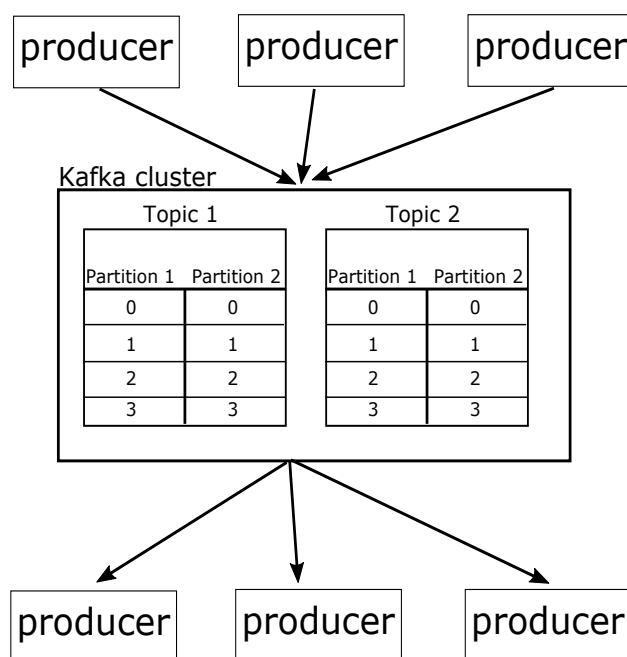 producer producer producer
Kafka cluster
Topic 1 Topic 2
Partition 1 Partition 2 Partition 1 Partition 2
0 0 0 0
1 1 1 1
2 2 2 2
3 3 3 3
producer producer producer